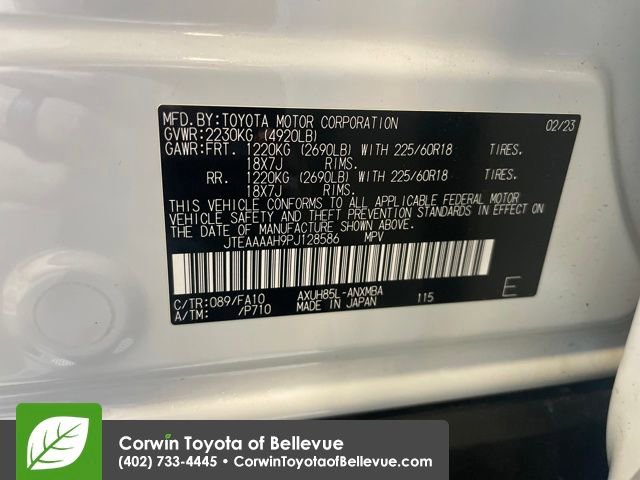 MFD.BY:TOYOTA MOTOR CORPORATION 02/23
GVWR:2230KG (4920LB)
GAWR:FRT. 1220KG (2690LB) WITH 225/60R18 TIRES.
18X7J RIMS.
RR. 1220KG (2690LB) WITH 225/60R18 TIRES.
18X7J RIMS.
THIS VEHICLE CONFORMS TO ALL APPLICABLE FEDERAL MOTOR
VEHICLE SAFETY AND THEFT PREVENTION STANDARDS IN EFFECT ON
THE DATE OF MANUFACTURE SHOWN ABOVE.
JTEAAAAH9PJ128586 MPV
C/TR:089/FA10 AXUH85L-ANXMBA 115 E
A/TM: /P710 MADE IN JAPAN
Corwin Toyota of Bellevue
(402) 733-4445 • CorwinToyotaofBellevue.com